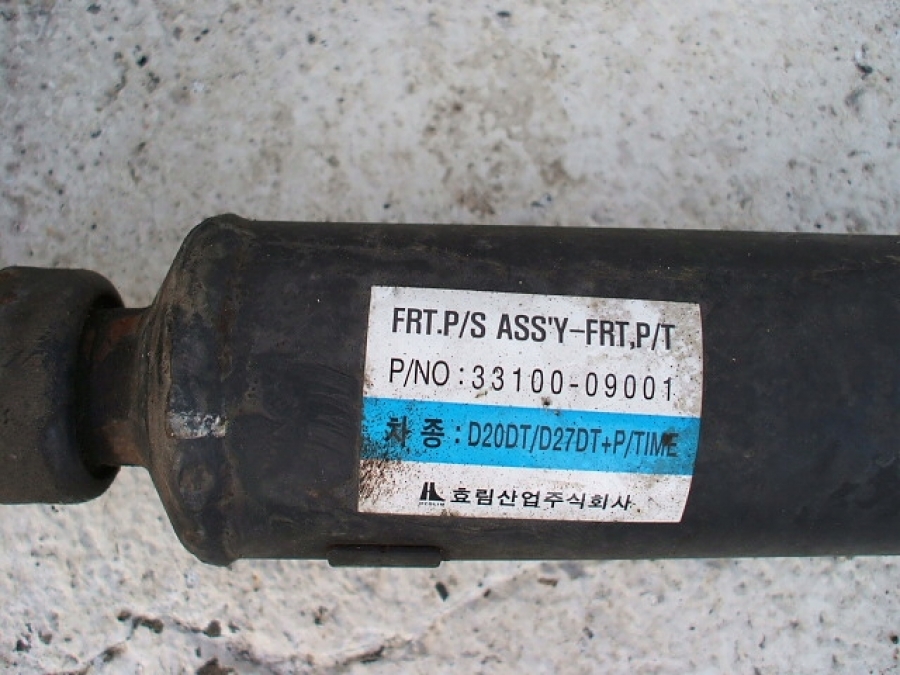 FRT.P/S ASS'Y-FRT,P/T
P/NO : 33100-09001
차 종 : D20DT/D27DT+P/TIME
효림산업주식회사